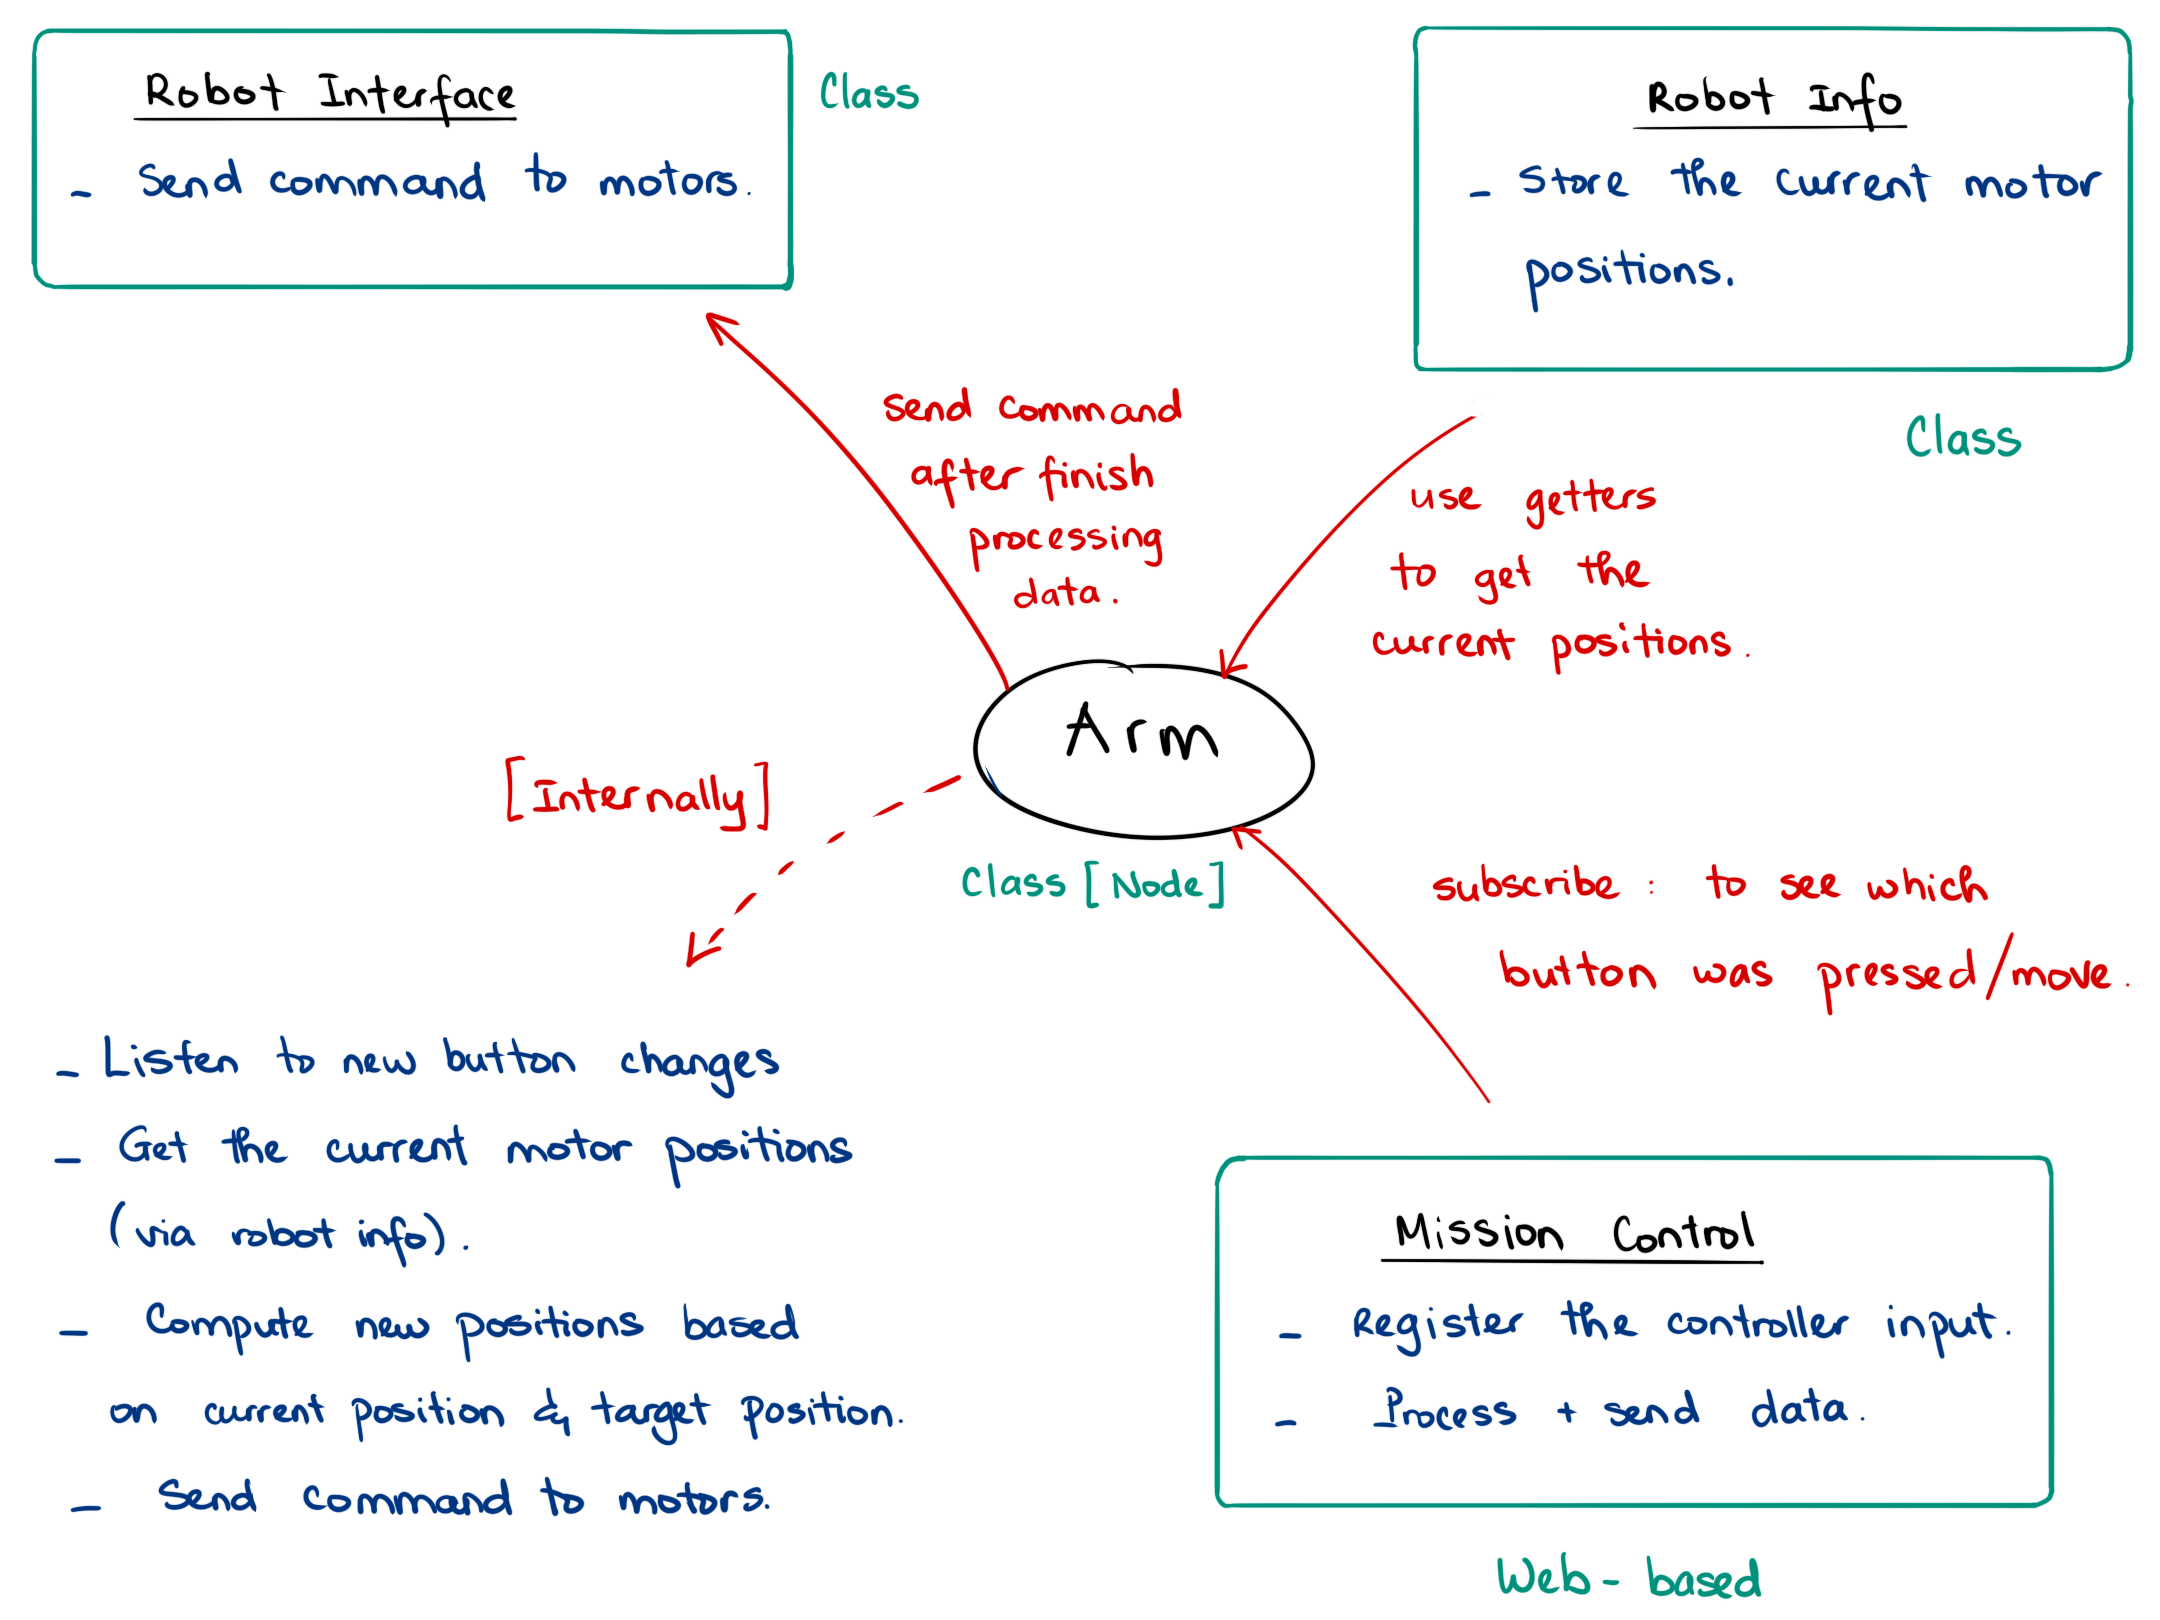 Robot Interface
- Send command to motors.
Class
Robot Info
- Store the current motor
positions.
Class
send command
after finish
processing
data.
use getters
to get the
current positions.
Arm
Class [Node]
[Internally]
- Listen to new button changes
- Get the current motor positions
(via robot info).
- Compute new positions based
on current position & target position.
- Send command to motors.
subscribe : to see which
button was pressed/move.
Mission Control
- Register the controller input.
- Process + send data.
Web-based